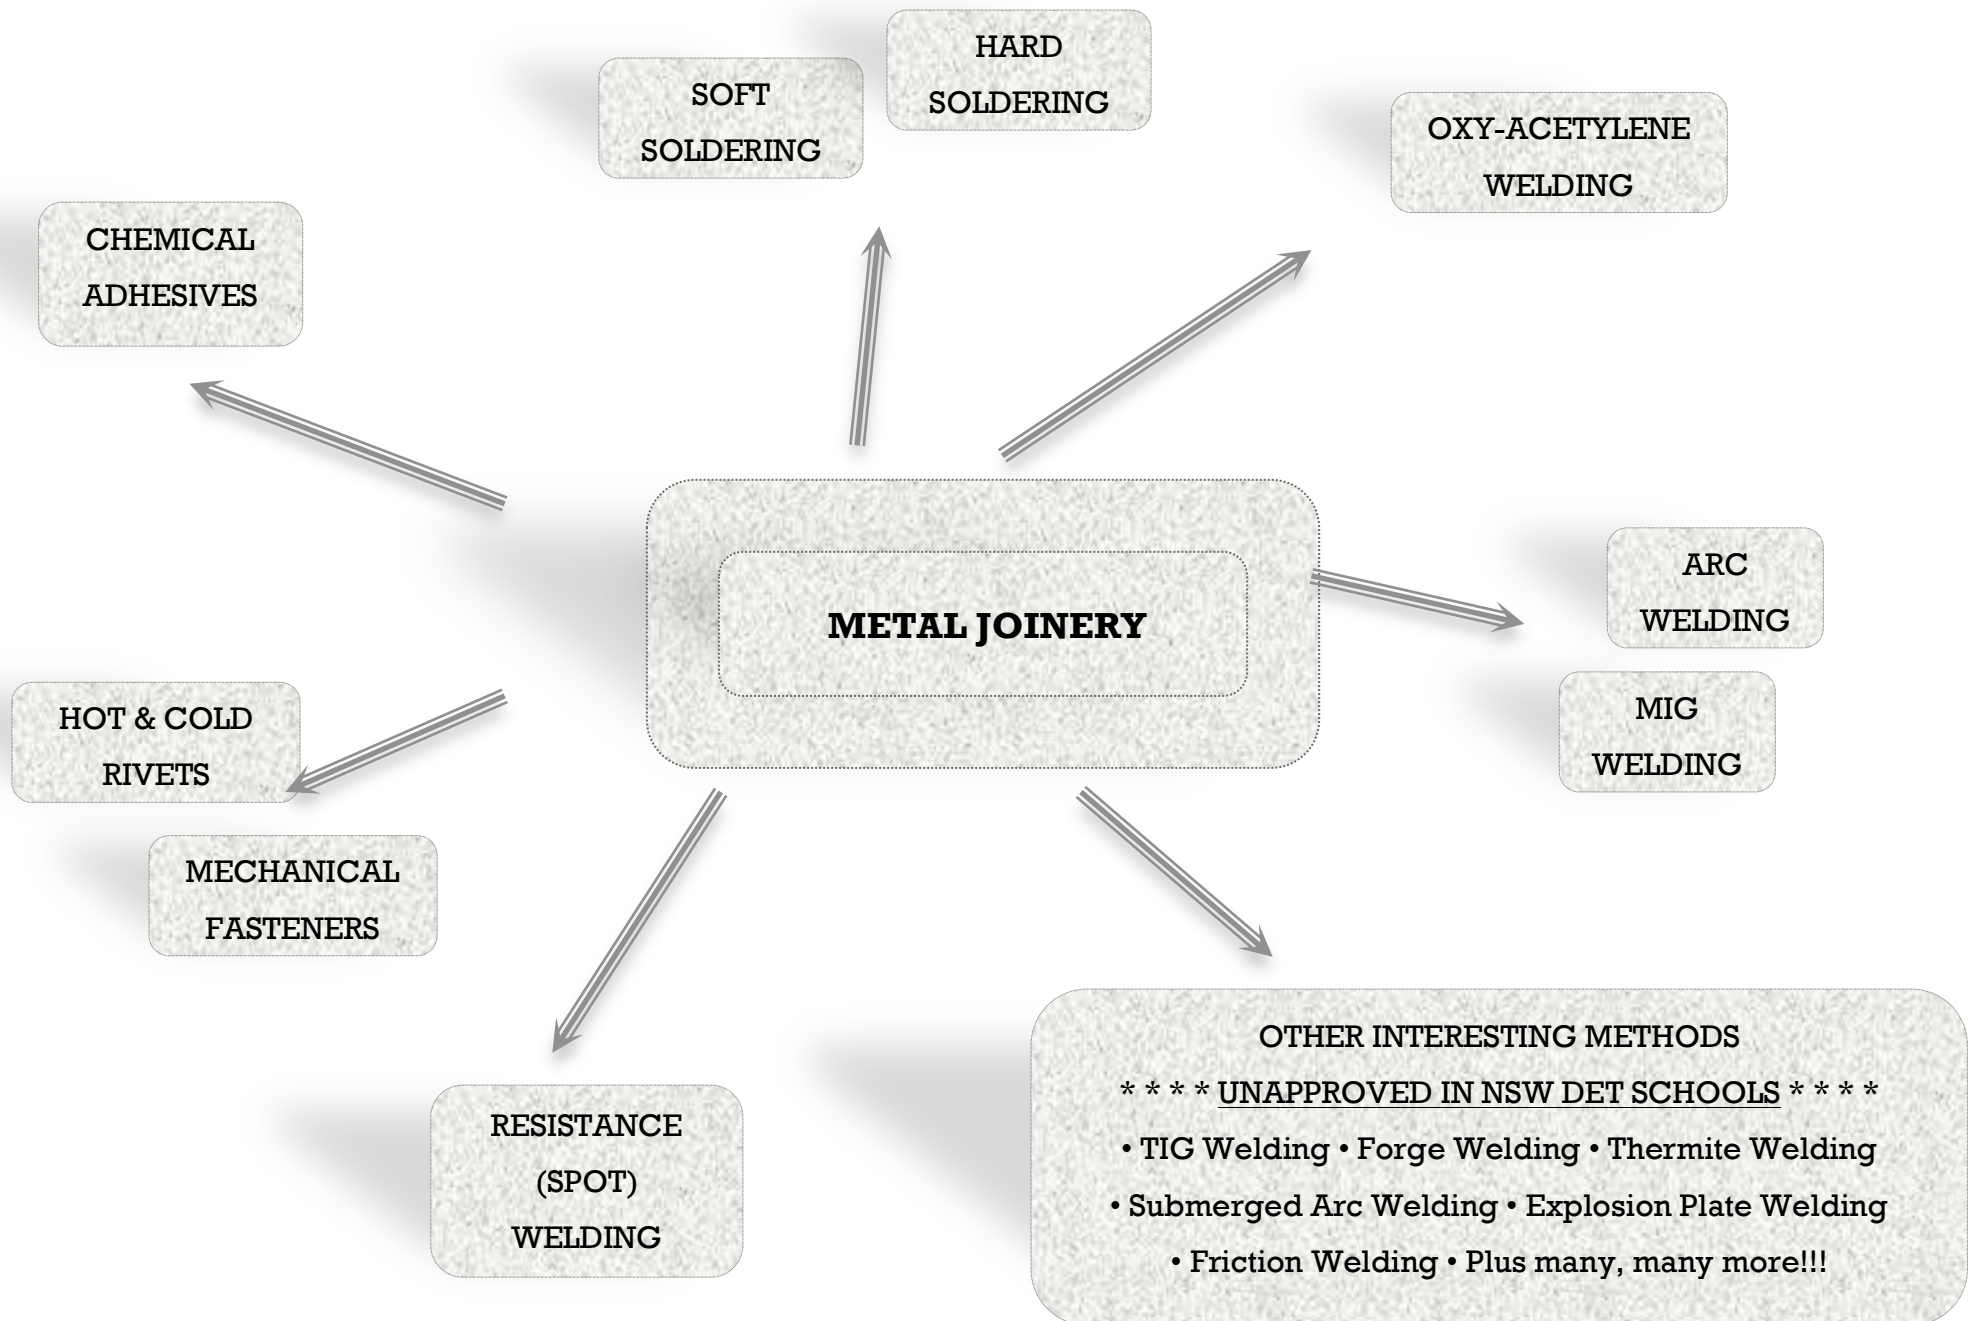 HARD
SOLDERING
SOFT
SOLDERING
OXY-ACETYLENE
WELDING
CHEMICAL
ADHESIVES
METAL JOINERY
ARC
WELDING
MIG
WELDING
HOT & COLD
RIVETS
MECHANICAL
FASTENERS
RESISTANCE
(SPOT)
WELDING
OTHER INTERESTING METHODS
* * * * UNAPPROVED IN NSW DET SCHOOLS * * * *
• TIG Welding • Forge Welding • Thermite Welding
• Submerged Arc Welding • Explosion Plate Welding
• Friction Welding • Plus many, many more!!!